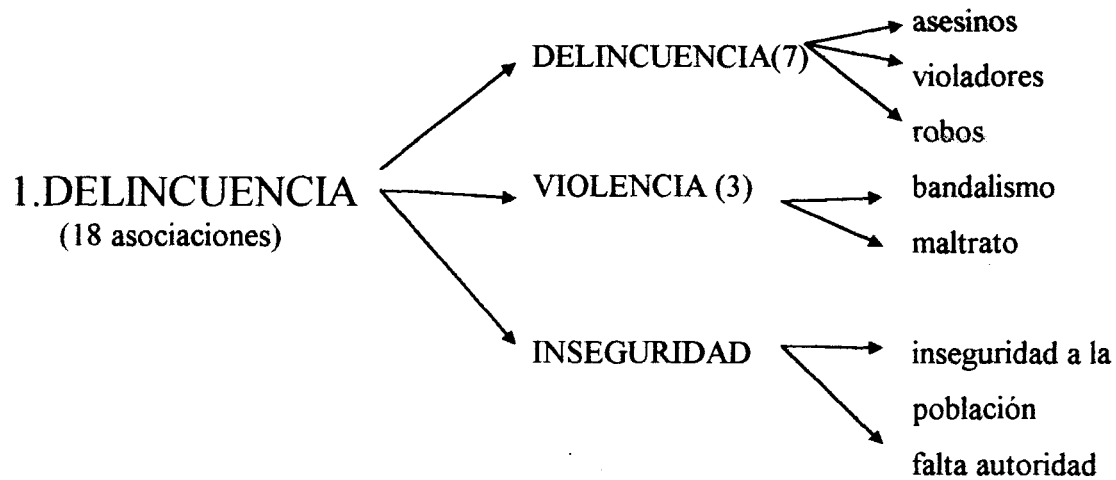 1.DELINCUENCIA
(18 asociaciones)
DELINCUENCIA(7)
asesinos
violadores
robos
VIOLENCIA (3)
bandalismo
maltrato
INSEGURIDAD
inseguridad a la
población
falta autoridad